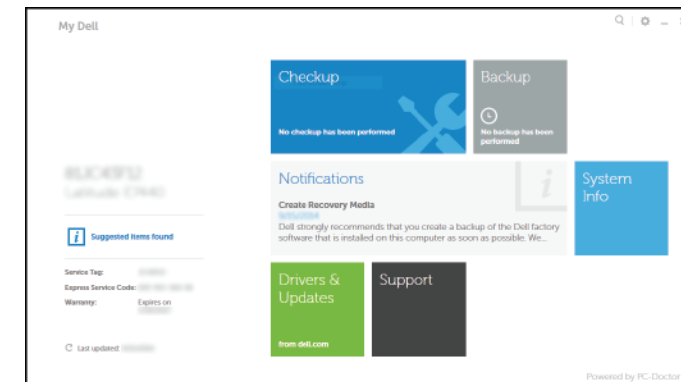 My Dell
Checkup
No checkup has been performed
Backup
No backup has been
performed
Notifications
Create Recovery Media
Dell strongly recommends that you create a backup of the Dell factory
software that is installed on this computer as soon as possible. We...
System
Info
Suggested items found
Service Tag:
Express Service Code:
Warranty: Expires on
Last updated:
Drivers &
Updates
from dell.com
Support
Powered by PC-Doctor